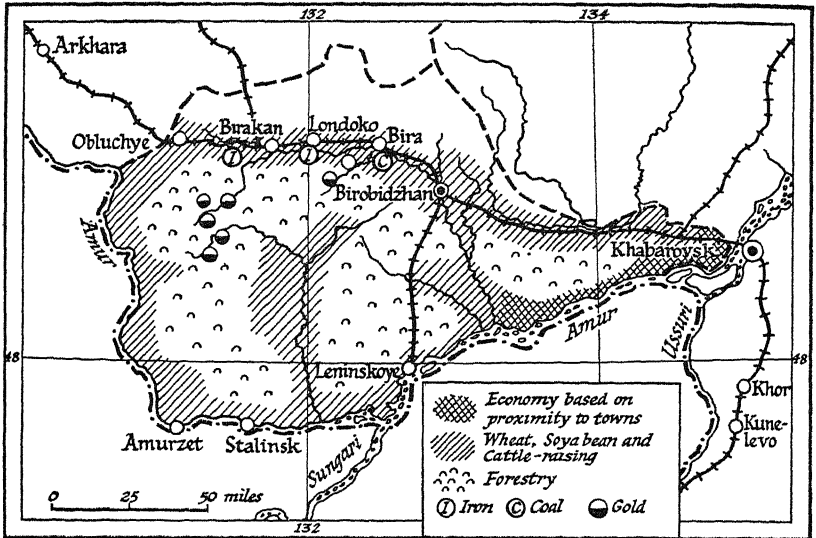 132
134
Arkhara
Obluchye
Birakan
Londoko
Bira
I
I
C
Birobidzhan
Amur
Khabarovsk
Amur
Ussuri
48
48
Leninskoye
Khor
Kune-
levo
Amurzet
Stalinsk
Sungari
0 25 50 miles
132
Economy based on
proximity to towns
Wheat, Soya bean and
Cattle-raising
Forestry
I Iron C Coal Gold